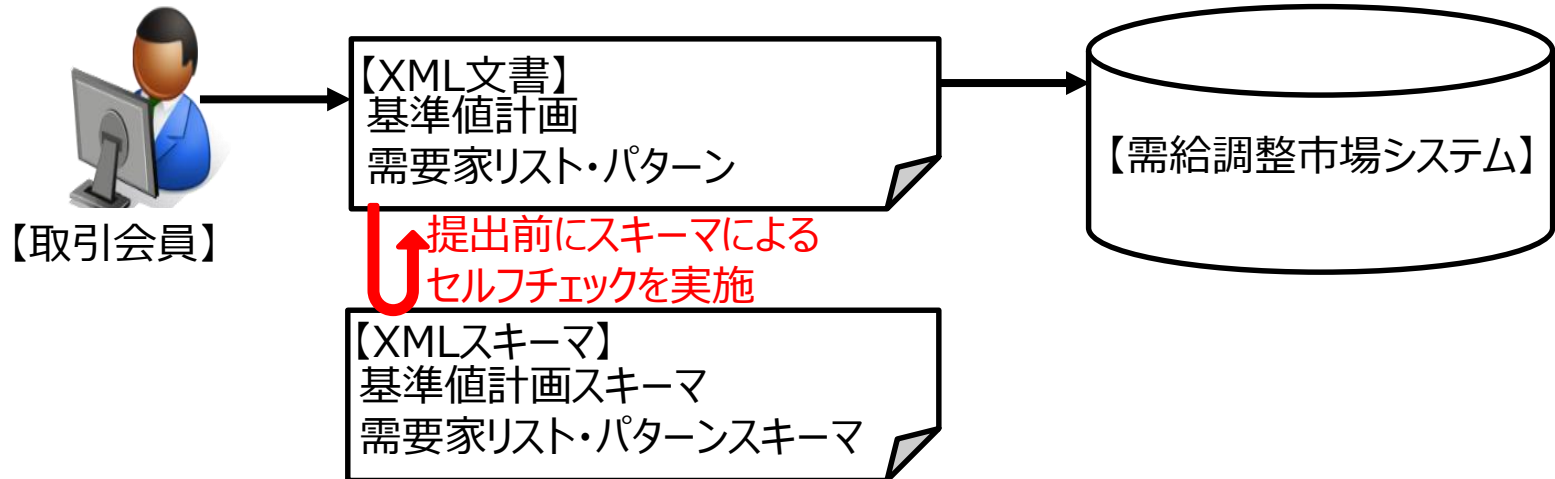 【取引会員】
【XML文書】
基準値計画
需要家リスト・パターン
【需給調整市場システム】
提出前にスキーマによる
セルフチェックを実施
【XMLスキーマ】
基準値計画スキーマ
需要家リスト・パターンスキーマ